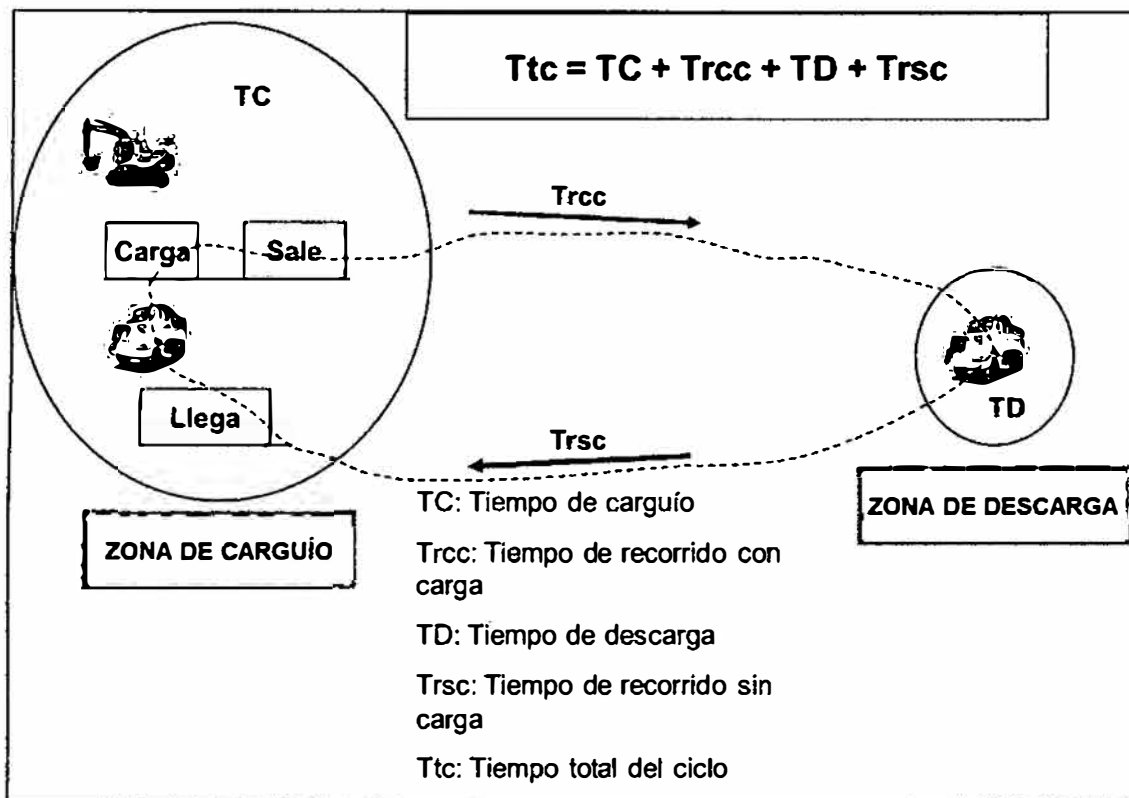 Ttc = TC + Trcc + TD + Trsc
TC
Trcc
Carga
Sale
Llega
TD
Trsc
ZONA DE CARGUÍO
ZONA DE DESCARGA
TC: Tiempo de carguío
Trcc: Tiempo de recorrido con
carga
TD: Tiempo de descarga
Trsc: Tiempo de recorrido sin
carga
Ttc: Tiempo total del ciclo